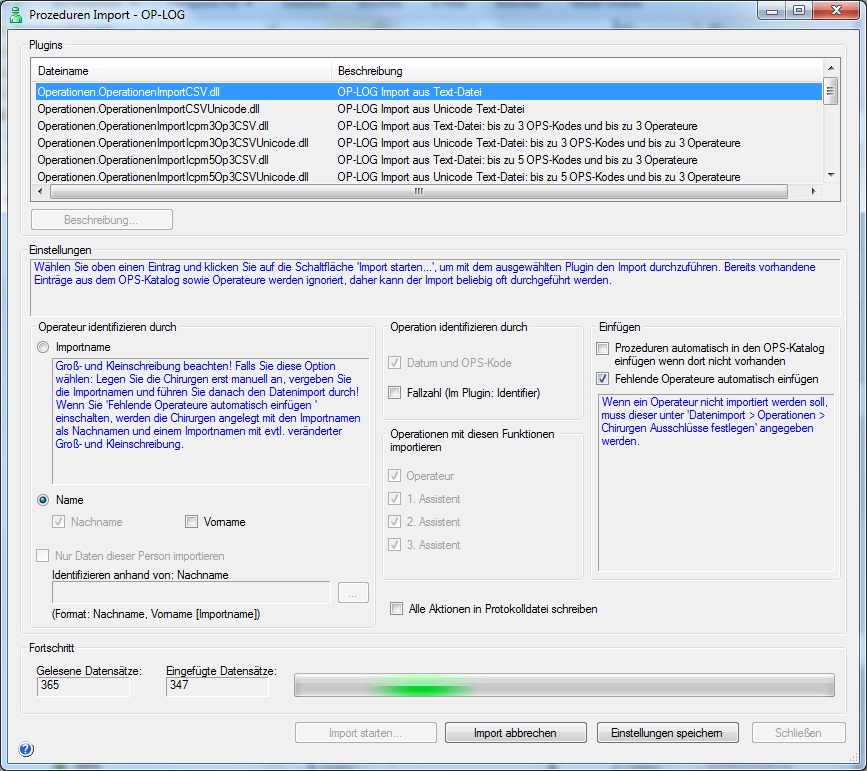 Prozeduren Import - OP-LOG
Plugins
Dateiname Beschreibung
Operationen.OperationenImportCSV.dll OP-LOG Import aus Text-Datei
Operationen.OperationenImportCSVUnicode.dll OP-LOG Import aus Unicode Text-Datei
Operationen.OperationenImportIcpm3Op3CSV.dll OP-LOG Import aus Text-Datei: bis zu 3 OPS-Kodes und bis zu 3 Operateure
Operationen.OperationenImportIcpm3Op3CSVUnicode.dll OP-LOG Import aus Unicode Text-Datei: bis zu 3 OPS-Kodes und bis zu 3 Operateure
Operationen.OperationenImportIcpm5Op3CSV.dll OP-LOG Import aus Text-Datei: bis zu 5 OPS-Kodes und bis zu 3 Operateure
Operationen.OperationenImportIcpm5Op3CSVUnicode.dll OP-LOG Import aus Unicode Text-Datei: bis zu 5 OPS-Kodes und bis zu 3 Operateure
Beschreibung...
Einstellungen
Wählen Sie oben einen Eintrag und klicken Sie auf die Schaltfläche 'Import starten...', um mit dem ausgewählten Plugin den Import durchzuführen. Bereits vorhandene
Einträge aus dem OPS-Katalog sowie Operateure werden ignoriert, daher kann der Import beliebig oft durchgeführt werden.
Operateur identifizieren durch
Importname
Groß- und Kleinschreibung beachten! Falls Sie diese Option
wählen: Legen Sie die Chirurgen erst manuell an, vergeben Sie
die Importnamen und führen Sie danach den Datenimport durch!
Wenn Sie 'Fehlende Operateure automatisch einfügen '
einschalten, werden die Chirurgen angelegt mit den Importnamen
als Nachnamen und einem Importnamen mit evtl. veränderter
Groß- und Kleinschreibung.
Name
Nachname Vorname
Nur Daten dieser Person importieren
Identifizieren anhand von: Nachname
...
(Format: Nachname, Vorname [Importname])
Operation identifizieren durch
Datum und OPS-Kode
Fallzahl (Im Plugin: Identifier)
Operationen mit diesen Funktionen
importieren
Operateur
1. Assistent
2. Assistent
3. Assistent
Alle Aktionen in Protokolldatei schreiben
Einfügen
Prozeduren automatisch in den OPS-Katalog
einfügen wenn dort nicht vorhanden
Fehlende Operateure automatisch einfügen
Wenn ein Operateur nicht importiert werden soll,
muss dieser unter 'Datenimport > Operationen >
Chirurgen Ausschlüsse festlegen' angegeben
werden.
Fortschritt
Gelesene Datensätze: Eingefügte Datensätze:
365 347
Import starten... Import abbrechen Einstellungen speichern Schließen